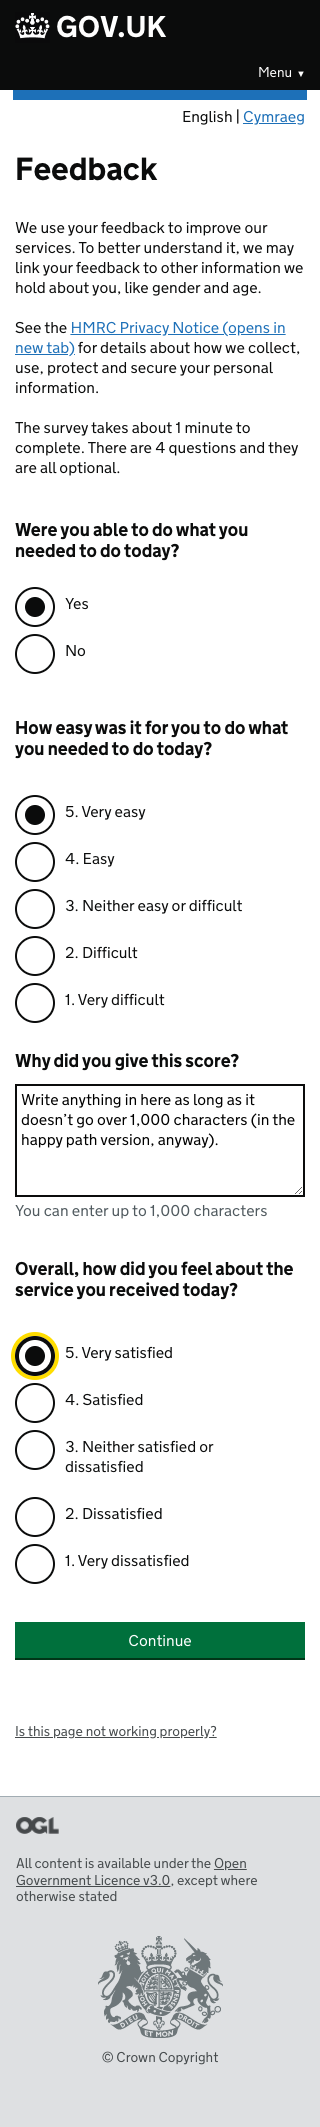 GOV.UK
Menu ▼
English | Cymraeg
Feedback
We use your feedback to improve our
services. To better understand it, we may
link your feedback to other information we
hold about you, like gender and age.
See the HMRC Privacy Notice (opens in
new tab) for details about how we collect,
use, protect and secure your personal
information.
The survey takes about 1 minute to
complete. There are 4 questions and they
are all optional.
Were you able to do what you
needed to do today?
Yes
No
How easy was it for you to do what
you needed to do today?
5. Very easy
4. Easy
3. Neither easy or difficult
2. Difficult
1. Very difficult
Why did you give this score?
Write anything in here as long as it
doesn’t go over 1,000 characters (in the
happy path version, anyway).
You can enter up to 1,000 characters
Overall, how did you feel about the
service you received today?
5. Very satisfied
4. Satisfied
3. Neither satisfied or
dissatisfied
2. Dissatisfied
1. Very dissatisfied
Continue
Is this page not working properly?
OGL
All content is available under the Open
Government Licence v3.0, except where
otherwise stated
DIEU ET MON DROIT
© Crown Copyright